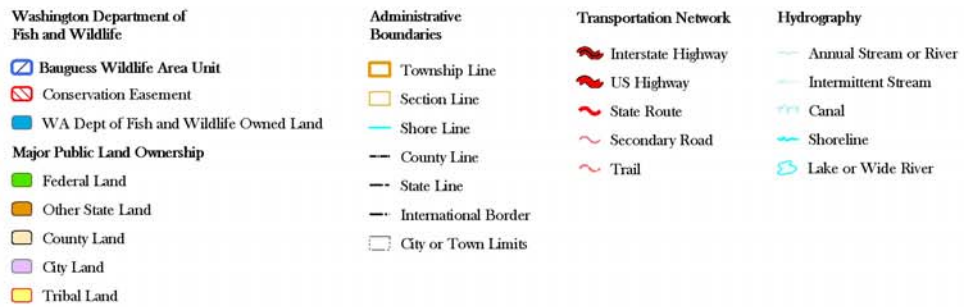 Washington Department of
Fish and Wildlife
Bauguess Wildlife Area Unit
Conservation Easement
WA Dept of Fish and Wildlife Owned Land
Major Public Land Ownership
Federal Land
Other State Land
County Land
City Land
Tribal Land
Administrative
Boundaries
Township Line
Section Line
Shore Line
County Line
State Line
International Border
City or Town Limits
Transportation Network
Interstate Highway
US Highway
State Route
Secondary Road
Trail
Hydrography
Annual Stream or River
Intermittent Stream
Canal
Shoreline
Lake or Wide River